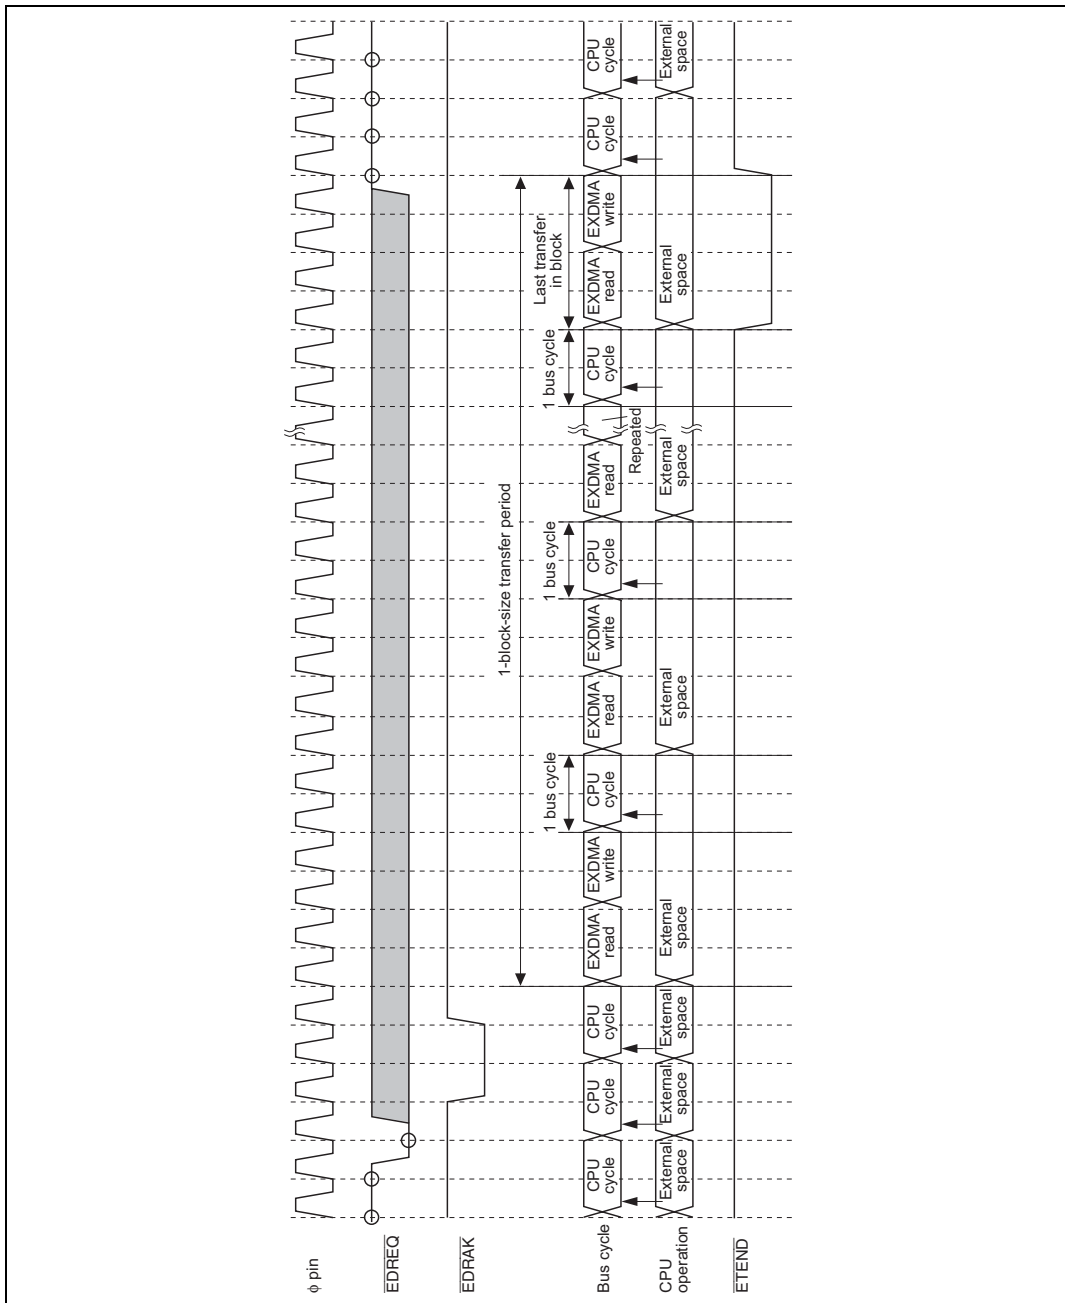 φ pin
EDREQ
EDRAK
1-block-size transfer period
Last transfer
in block
1 bus cycle
1 bus cycle
1 bus cycle
Bus cycle
CPU
cycle
CPU
cycle
CPU
cycle
EXDMA
read
EXDMA
write
CPU
cycle
EXDMA
read
EXDMA
write
CPU
cycle
EXDMA
read
Repeated
CPU
cycle
EXDMA
read
EXDMA
write
CPU
cycle
CPU
cycle
CPU
operation
External
space
External
space
External
space
External
space
External
space
External
space
External
space
External
space
ETEND